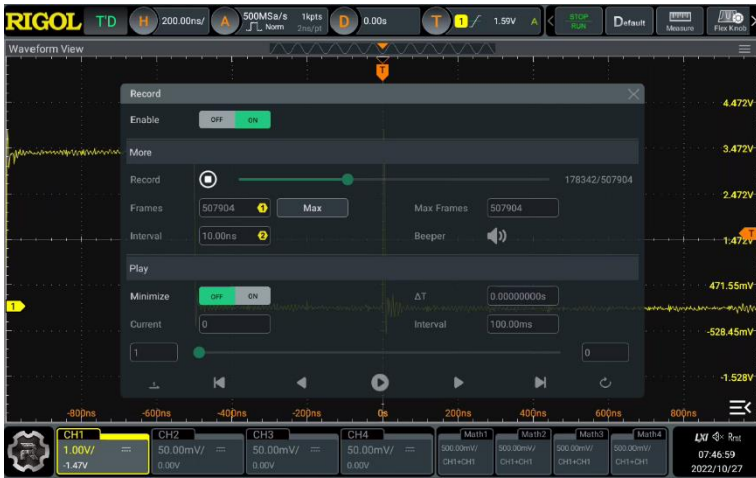 RIGOL T'D H 200.00ns/ A 500MSa/s 1kpts Norm 2ns/pt D 0.00s T 1 1.59V A STOP RUN Default Measure Flex Knob
Waveform View
T
Record
4.472V
Enable OFF ON
More
3.472V
Record 178342/507904
2.472V
Frames 507904 1 Max Max Frames 507904
Interval 10.00ns 2 Beeper
T
1.472V
Play
Minimize OFF ON ΔT 0.00000000s
471.55mV
1
Current 0 Interval 100.00ms
-528.45mV
1 0
-1.528V
-800ns -600ns -400ns -200ns 0s 200ns 400ns 600ns 800ns
CH1 CH2 CH3 CH4 Math1 Math2 Math3 Math4 LXI Rmt
1.00V/ 50.00mV/ 50.00mV/ 50.00mV/ 500.00mV/ 500.00mV/ 500.00mV/ 500.00mV/ 07:46:59
-1.47V 0.00V 0.00V 0.00V CH1+CH1 CH1+CH1 CH1+CH1 CH1+CH1 2022/10/27